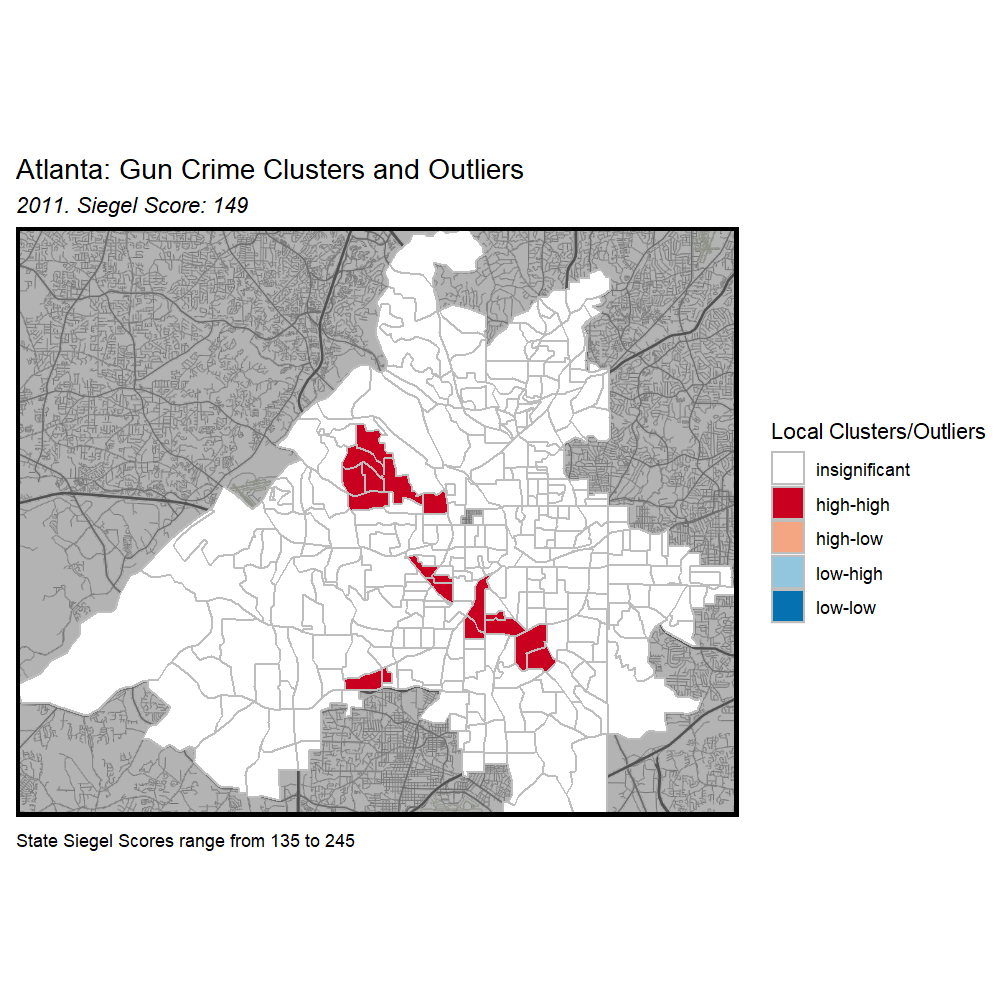 Atlanta: Gun Crime Clusters and Outliers
2011. Siegel Score: 149
Local Clusters/Outliers
insignificant
high-high
high-low
low-high
low-low
State Siegel Scores range from 135 to 245